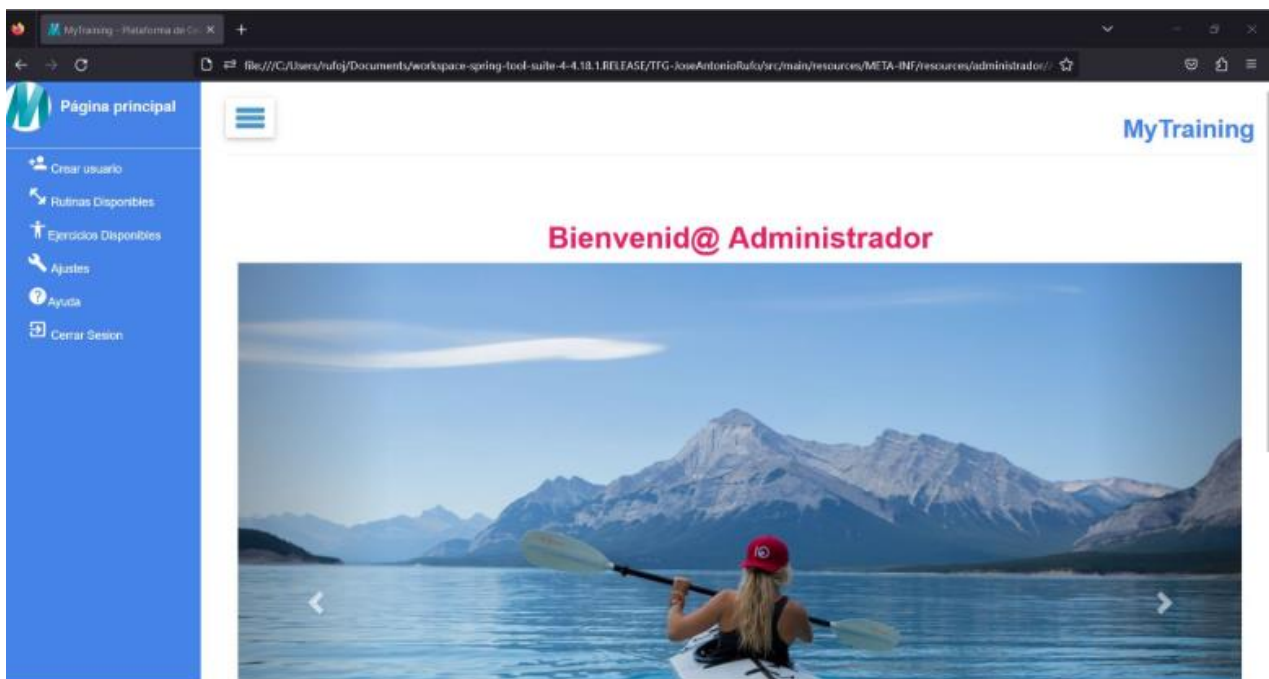 MyTraining - Plataforma de Co
file:///C:/Users/rufoj/Documents/workspace-spring-tool-suite-4-4.18.1.RELEASE/TFG-JoseAntonioRufo/src/main/resources/META-INF/resources/administrador/
Página principal
MyTraining
Crear usuario
Rutinas Disponibles
Ejercicios Disponibles
Ajustes
Ayuda
Cerrar Sesion
Bienvenid@ Administrador